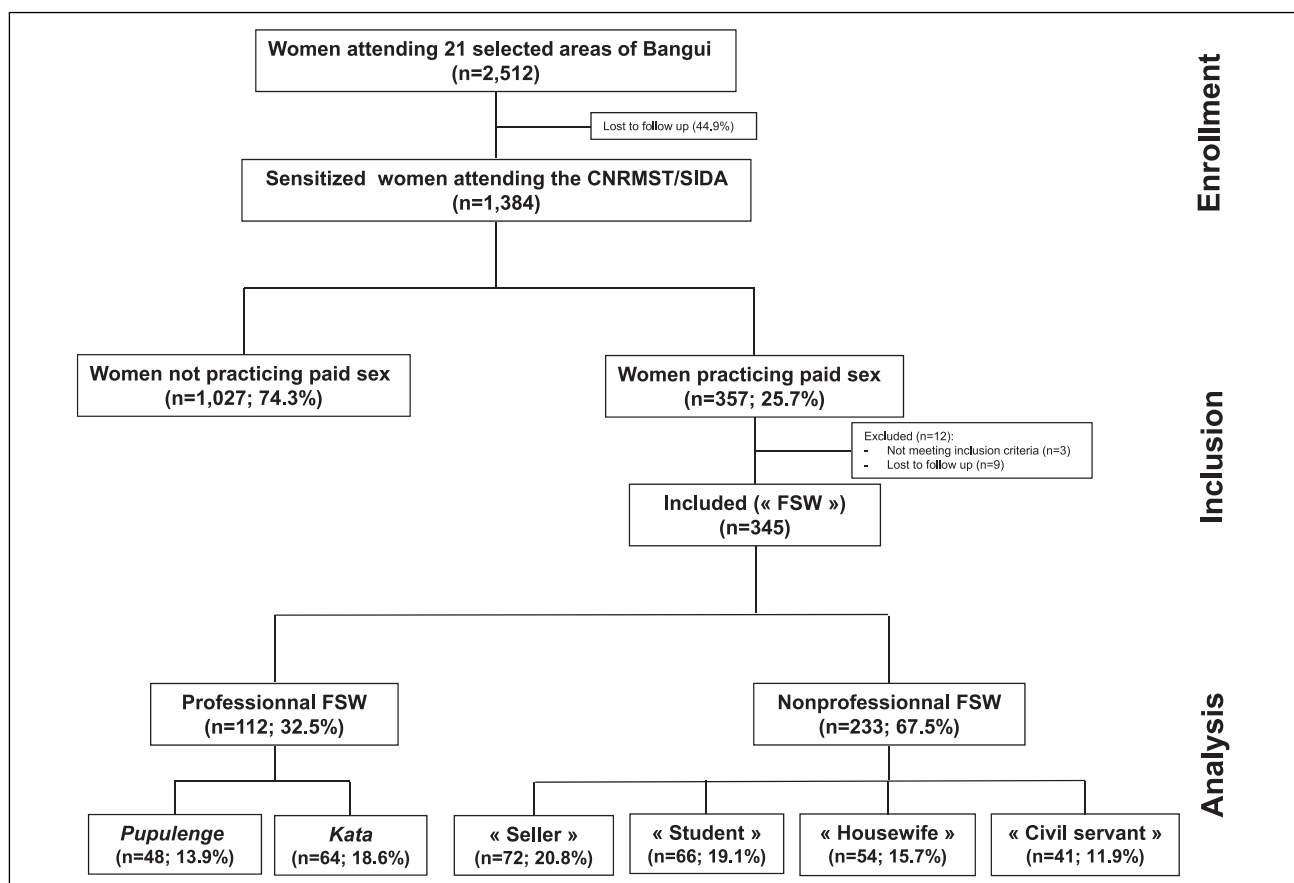 Women attending 21 selected areas of Bangui
(n=2,512)
Lost to follow up (44.9%)
Sensitized women attending the CNRMST/SIDA
(n=1,384)
Enrollment
Women not practicing paid sex
(n=1,027; 74.3%)
Women practicing paid sex
(n=357; 25.7%)
Excluded (n=12):
- Not meeting inclusion criteria (n=3)
- Lost to follow up (n=9)
Included (« FSW »)
(n=345)
Inclusion
Professionnal FSW
(n=112; 32.5%)
Nonprofessionnal FSW
(n=233; 67.5%)
Pupulenge
(n=48; 13.9%)
Kata
(n=64; 18.6%)
« Seller »
(n=72; 20.8%)
« Student »
(n=66; 19.1%)
« Housewife »
(n=54; 15.7%)
« Civil servant »
(n=41; 11.9%)
Analysis